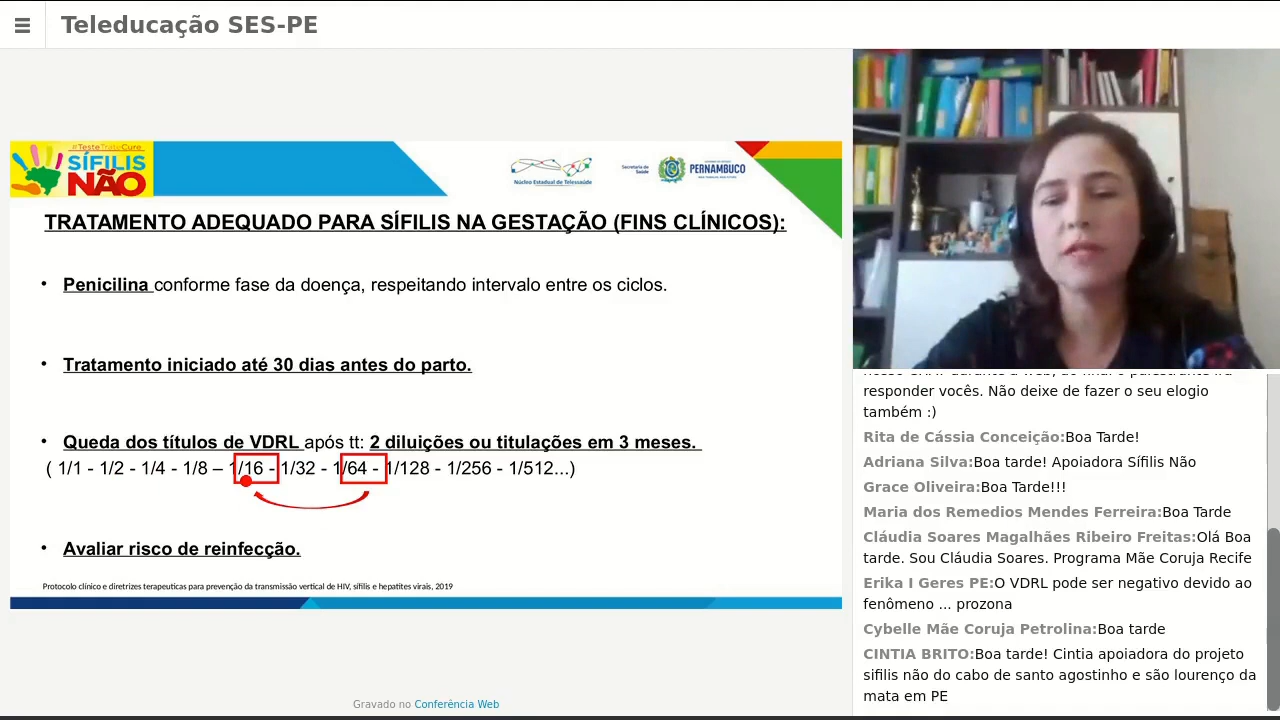 Teleducação SES-PE
#TesteTrateCure
SÍFILIS
NÃO
Núcleo Estadual de Telessaúde
Secretaria de
Saúde
PERNAMBUCO
TRATAMENTO ADEQUADO PARA SÍFILIS NA GESTAÇÃO (FINS CLÍNICOS):
• Penicilina conforme fase da doença, respeitando intervalo entre os ciclos.
• Tratamento iniciado até 30 dias antes do parto.
• Queda dos títulos de VDRL após tt: 2 diluições ou titulações em 3 meses.
( 1/1 - 1/2 - 1/4 - 1/8 – 1/16 - 1/32 - 1/64 - 1/128 - 1/256 - 1/512...)
• Avaliar risco de reinfecção.
Protocolo clínico e diretrizes terapeuticas para prevenção da transmissão vertical de HIV, sífilis e hepatites virais, 2019
Gravado no Conferência Web
responder vocês. Não deixe de fazer o seu elogio
também :)
Rita de Cássia Conceição:Boa Tarde!
Adriana Silva:Boa tarde! Apoiadora Sífilis Não
Grace Oliveira:Boa Tarde!!!
Maria dos Remedios Mendes Ferreira:Boa Tarde
Cláudia Soares Magalhães Ribeiro Freitas:Olá Boa
tarde. Sou Cláudia Soares. Programa Mãe Coruja Recife
Erika I Geres PE:O VDRL pode ser negativo devido ao
fenômeno ... prozona
Cybelle Mãe Coruja Petrolina:Boa tarde
CINTIA BRITO:Boa tarde! Cintia apoiadora do projeto
sifilis não do cabo de santo agostinho e são lourenço da
mata em PE